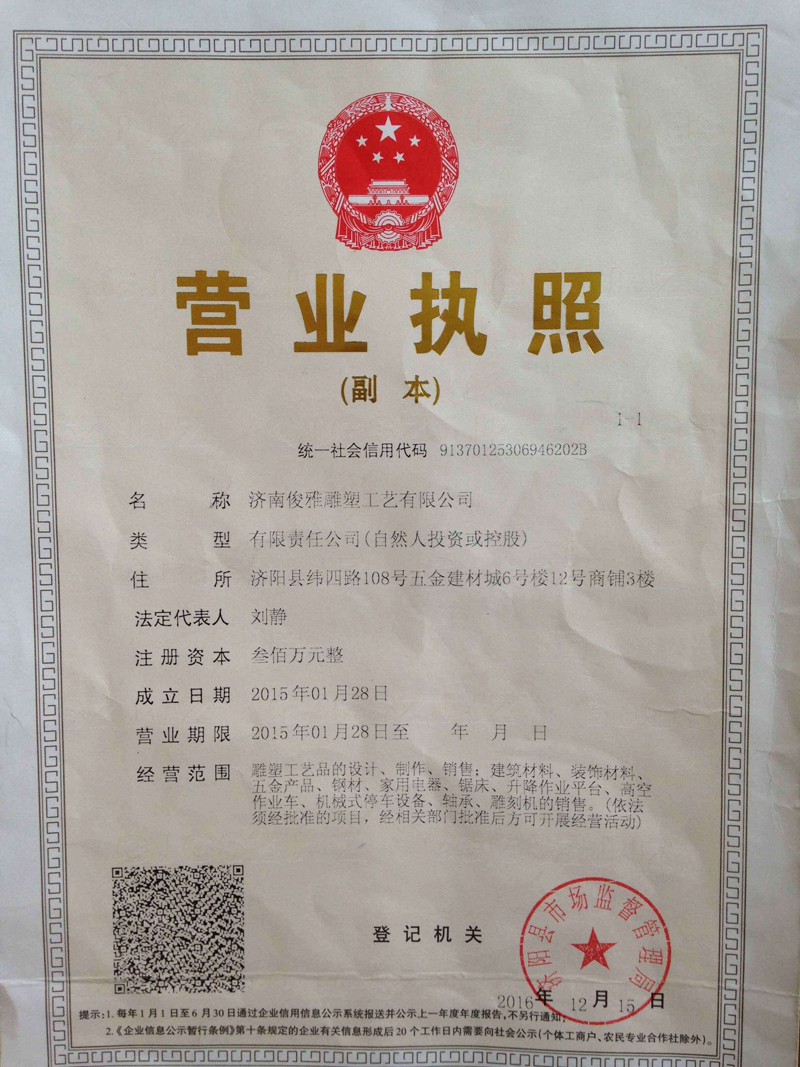 营业执照
(副 本)
1-1
统一社会信用代码 91370125306946202B
名 称 济南俊雅雕塑工艺有限公司
类 型 有限责任公司(自然人投资或控股)
住 所 济阳县纬四路108号五金建材城6号楼12号商铺3楼
法定代表人 刘静
注册资本 叁佰万元整
成立日期 2015年01月28日
营业期限 2015年01月28日至 年 月 日
经营范围 雕塑工艺品的设计、制作、销售;建筑材料、装饰材料、
五金产品、钢材、家用电器、锯床、升降作业平台、高空
作业车、机械式停车设备、轴承、雕刻机的销售。(依法
须经批准的项目,经相关部门批准后方可开展经营活动)
登记机关
济阳县市场监督管理局
2016年 12月 15日
提示:1.每年1月1日至6月30日通过企业信用信息公示系统报送并公示上一年度年度报告,不另行通知;
2.《企业信息公示暂行条例》第十条规定的企业有关信息形成后20个工作日内需要向社会公示(个体工商户、农民专业合作社除外)。